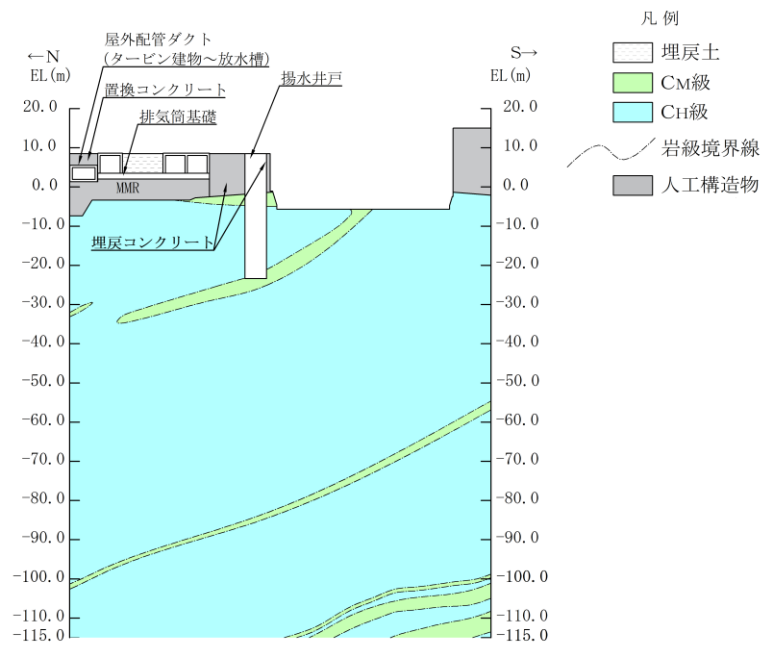 凡 例
屋外配管ダクト
←N
(タービン建物～放水槽)
S→
埋戻土
EL(m)
EL(m)
揚水井戸
置換コンクリート
CM級
20.0
20.0
CH級
排気筒基礎
10.0
10.0
岩級境界線
MMR
0.0
0.0
人工構造物
-10.0
-10.0
埋戻コンクリート
-20.0
-20.0
-30.0
-30.0
-40.0
-40.0
-50.0
-50.0
-60.0
-60.0
-70.0
-70.0
-80.0
-80.0
-90.0
-90.0
-100.0
-100.0
-110.0
-110.0
-115.0
-115.0